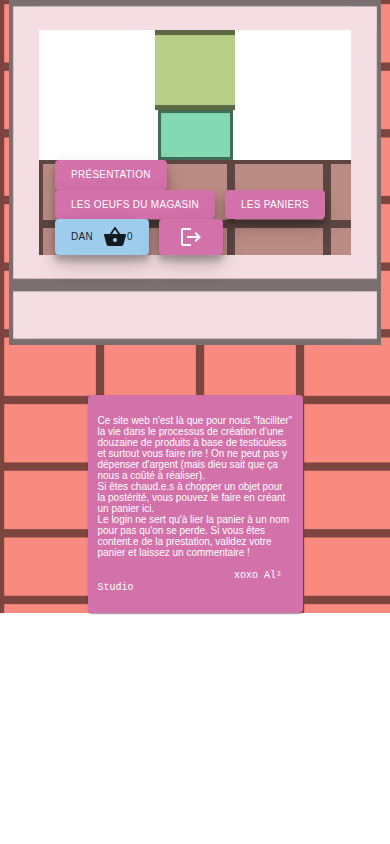 PRÉSENTATION
LES OEUFS DU MAGASIN
LES PANIERS
DAN 0
Ce site web n'est là que pour nous "faciliter"
la vie dans le processus de création d'une
douzaine de produits à base de testiculess
et surtout vous faire rire ! On ne peut pas y
dépenser d'argent (mais dieu sait que ça
nous a coûté à réaliser).
Si êtes chaud.e.s à chopper un objet pour
la postérité, vous pouvez le faire en créant
un panier ici.
Le login ne sert qu'à lier la panier à un nom
pour pas qu'on se perde. Si vous êtes
content.e de la prestation, validez votre
panier et laissez un commentaire !
xoxo Al²
Studio